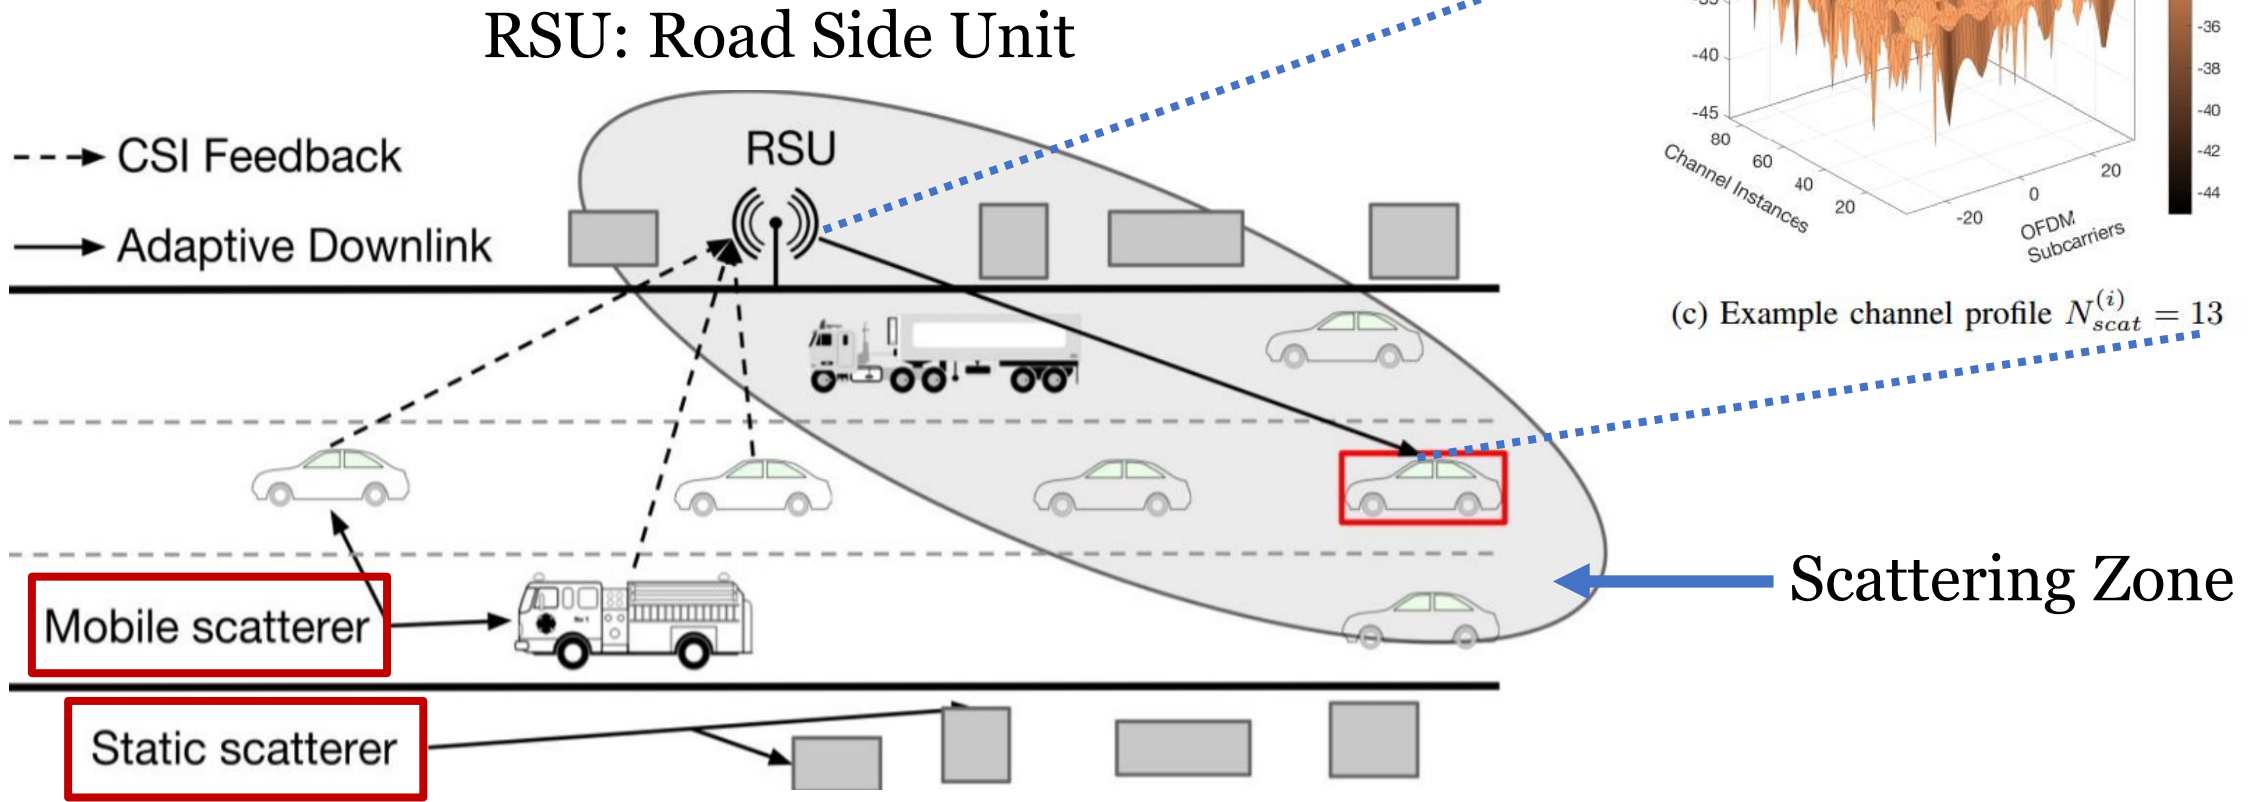 RSU: Road Side Unit
CSI Feedback
Adaptive Downlink
RSU
Mobile scatterer
Static scatterer
Scattering Zone
-40
-45
80
60
40
20
Channel Instances
-20
0
20
OFDM
Subcarriers
-36
-38
-40
-42
-44
(c) Example channel profile $N_{scat}^{(i)} = 13$